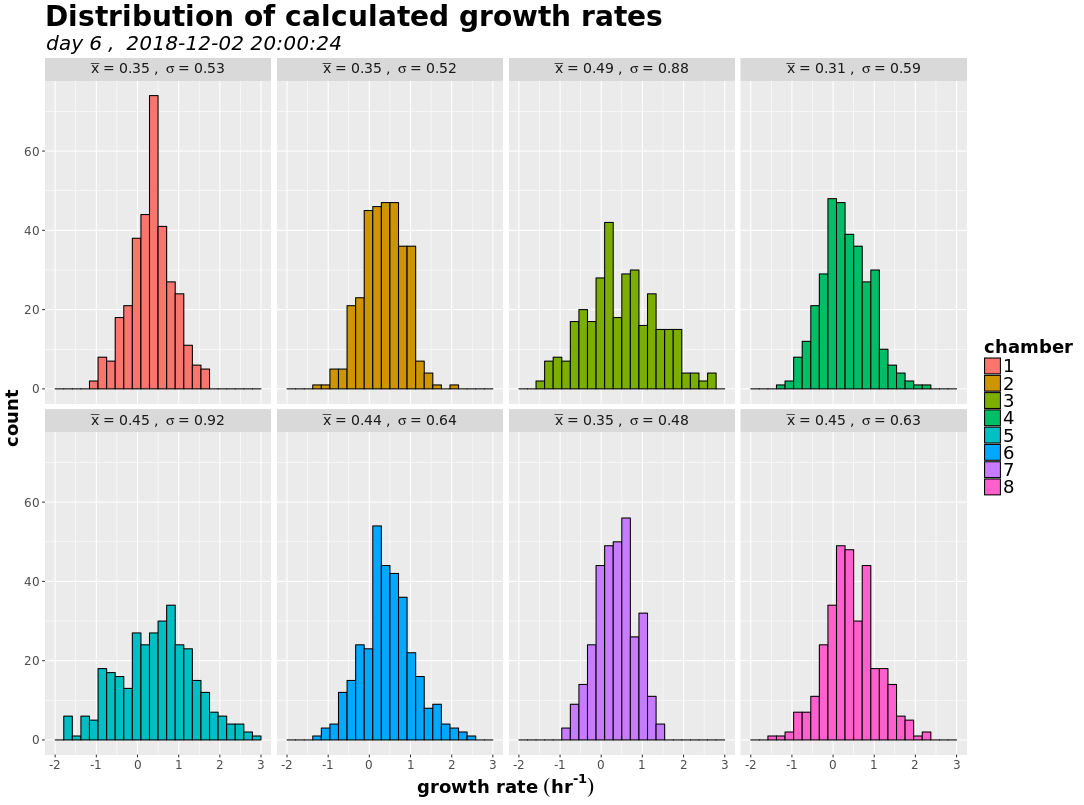 Distribution of calculated growth rates
day 6 ,  2018-12-02 20:00:24
x̅ = 0.35 ,  σ = 0.53
x̅ = 0.35 ,  σ = 0.52
x̅ = 0.49 ,  σ = 0.88
x̅ = 0.31 ,  σ = 0.59
60
40
20
0
x̅ = 0.45 ,  σ = 0.92
x̅ = 0.44 ,  σ = 0.64
x̅ = 0.35 ,  σ = 0.48
x̅ = 0.45 ,  σ = 0.63
60
40
20
0
-2 -1 0 1 2 3
-2 -1 0 1 2 3
-2 -1 0 1 2 3
-2 -1 0 1 2 3
count
growth rate (hr⁻¹)
chamber
1
2
3
4
5
6
7
8